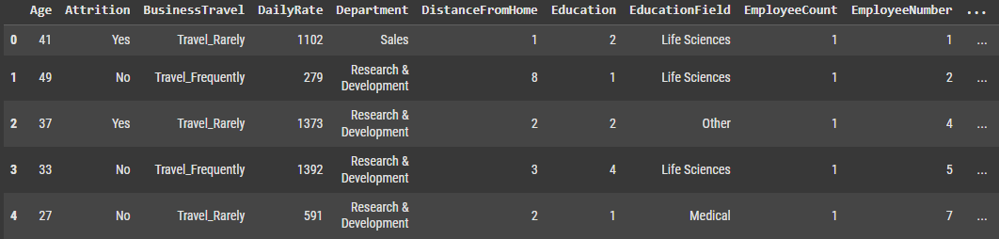 Age Attrition BusinessTravel DailyRate Department DistanceFromHome Education EducationField EmployeeCount EmployeeNumber ...
0 41 Yes Travel_Rarely 1102 Sales 1 2 Life Sciences 1 1 ...
1 49 No Travel_Frequently 279 Research & Development 8 1 Life Sciences 1 2 ...
2 37 Yes Travel_Rarely 1373 Research & Development 2 2 Other 1 4 ...
3 33 No Travel_Frequently 1392 Research & Development 3 4 Life Sciences 1 5 ...
4 27 No Travel_Rarely 591 Research & Development 2 1 Medical 1 7 ...